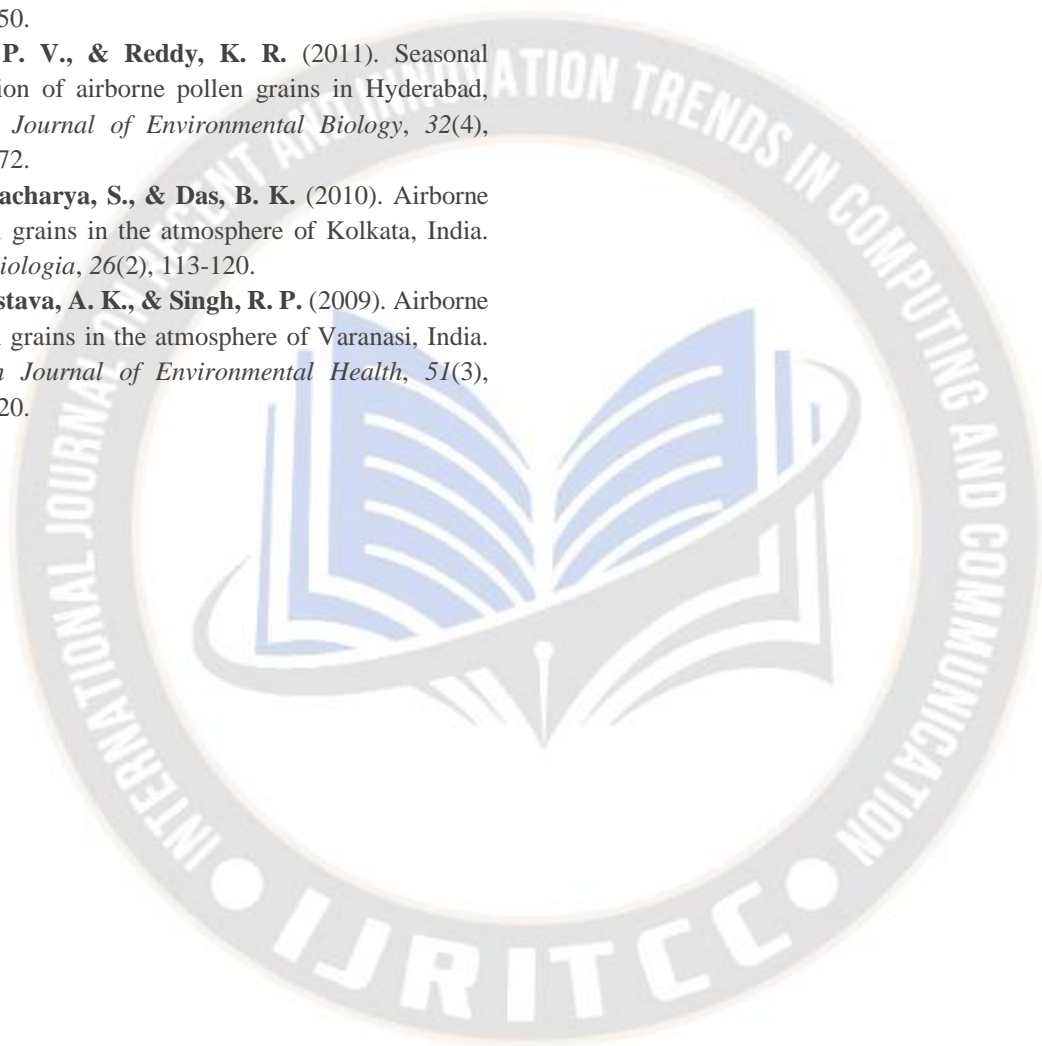 50.
P. V., & Reddy, K. R. (2011). Seasonal
ion of airborne pollen grains in Hyderabad,
Journal of Environmental Biology, 32(4),
72.
acharya, S., & Das, B. K. (2010). Airborne
grains in the atmosphere of Kolkata, India.
iologia, 26(2), 113-120.
stava, A. K., & Singh, R. P. (2009). Airborne
grains in the atmosphere of Varanasi, India.
Journal of Environmental Health, 51(3),
20.
INTERNATIONAL JOURNAL OF RECENT AND INNOVATION TRENDS IN COMPUTING AND COMMUNICATION
IJRITCC